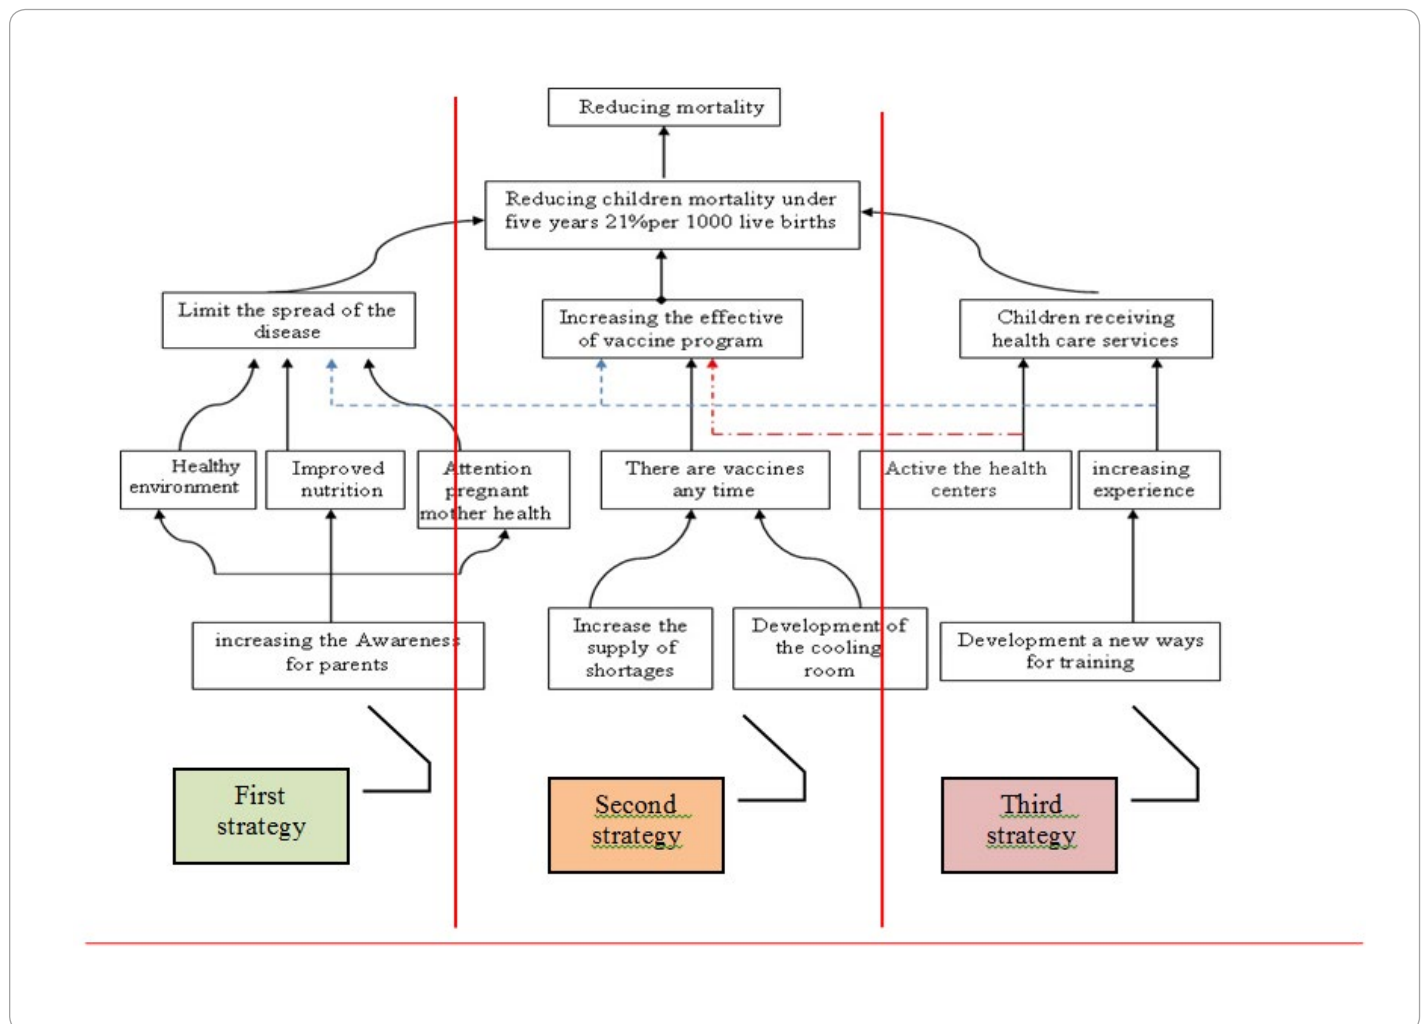 Reducing mortality
Reducing children mortality under
five years 21%per 1000 live births
Limit the spread of the
disease
Increasing the effective
of vaccine program
Children receiving
health care services
Healthy
environment
Improved
nutrition
Attention
pregnant
mother health
There are vaccines
any time
Active the health
centers
increasing
experience
increasing the Awareness
for parents
Increase the
supply of
shortages
Development of
the cooling
room
Development a new ways
for training
First
strategy
Second
strategy
Third
strategy